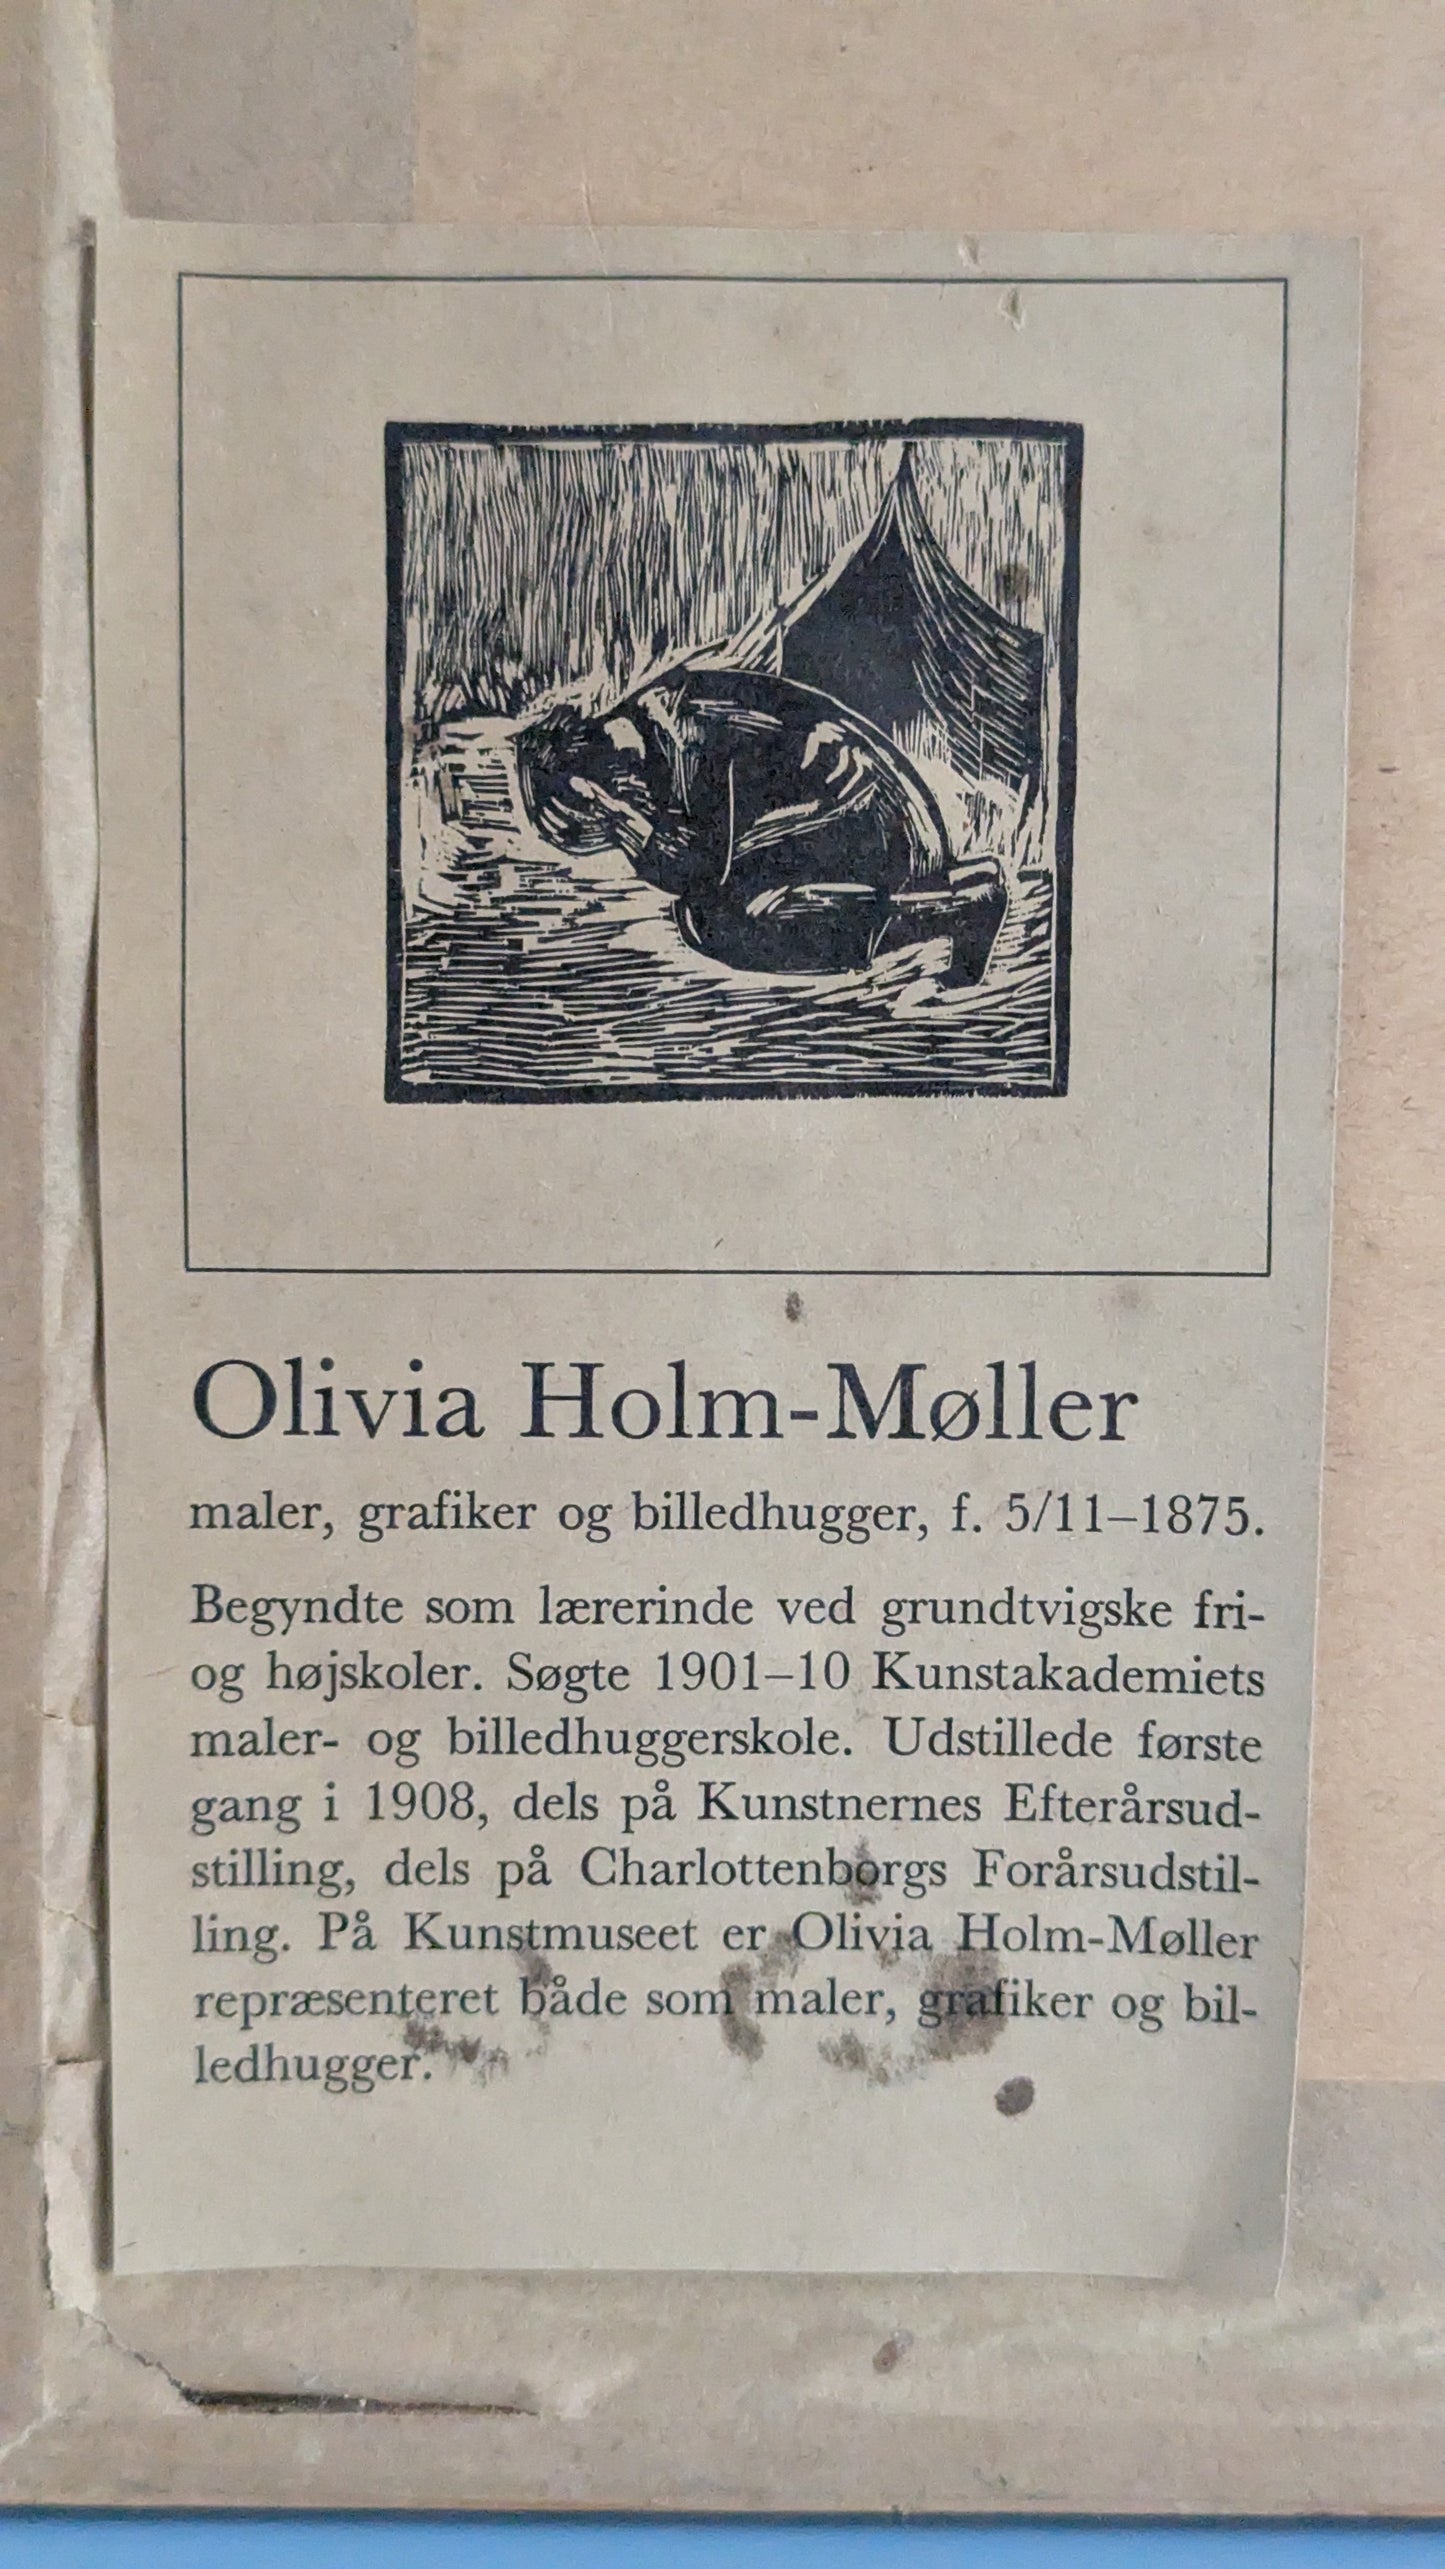 Olivia Holm-Møller
maler, grafiker og billedhugger, f. 5/11–1875.
Begyndte som lærerinde ved grundtvigske fri-
og højskoler. Søgte 1901–10 Kunstakademiets
maler- og billedhuggerskole. Udstillede første
gang i 1908, dels på Kunstnernes Efterårsud-
stilling, dels på Charlottenborgs Forårsudstil-
ling. På Kunstmuseet er Olivia Holm-Møller
repræsenteret både som maler, grafiker og bil-
ledhugger.